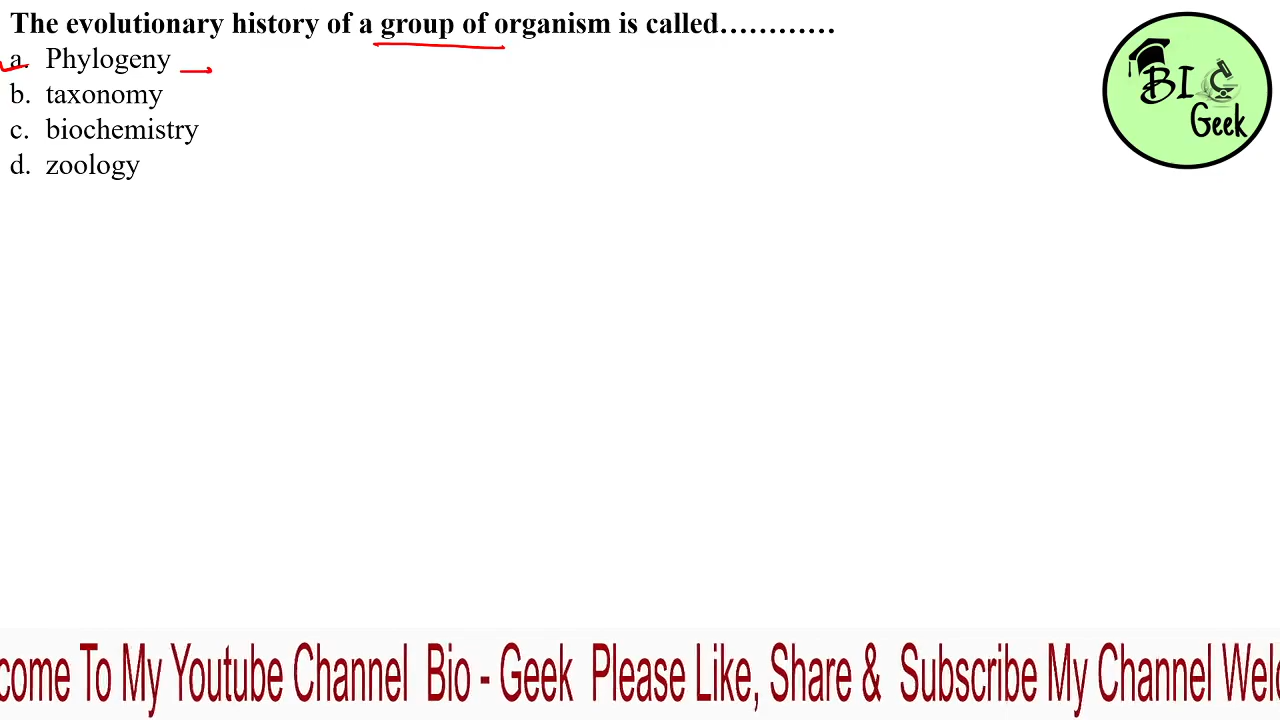 The evolutionary history of a group of organism is called…………
a. Phylogeny
b. taxonomy
c. biochemistry
d. zoology
BIO
Geek
come To My Youtube Channel Bio - Geek Please Like, Share & Subscribe My Channel Welc